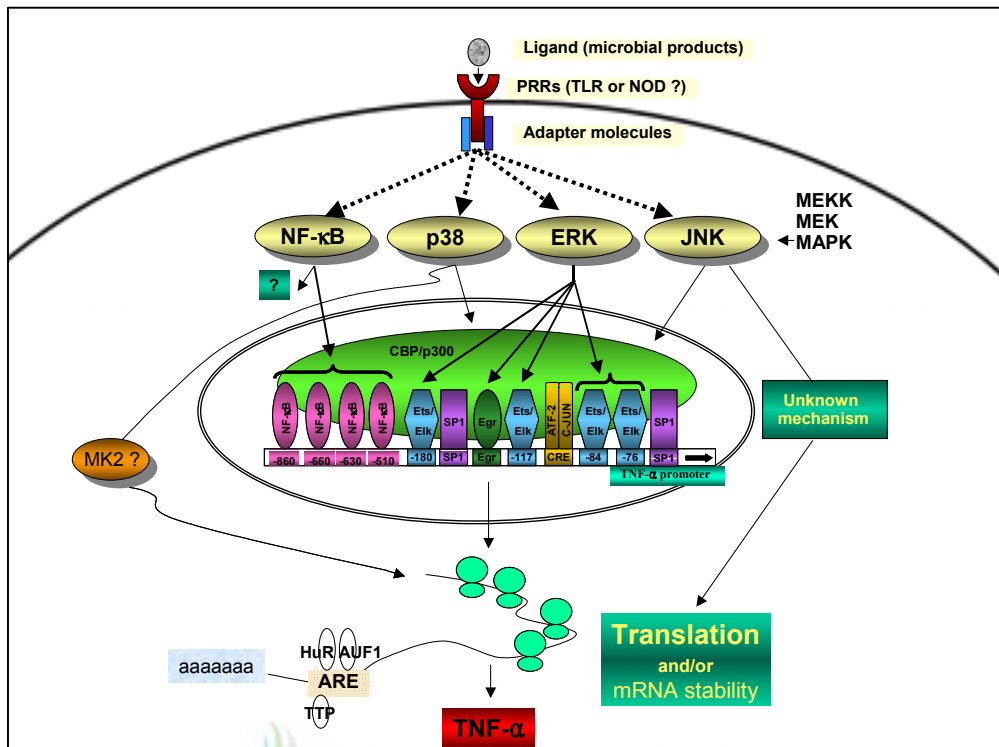 Ligand (microbial products)
PRRs (TLR or NOD ?)
Adapter molecules
MEKK
MEK
MAPK
NF-κB
p38
ERK
JNK
?
CBP/p300
NF-κB
NF-κB
NF-κB
NF-κB
Ets/
Elk
SP1
Egr
Ets/
Elk
ATF-2
C-JUN
Ets/
Elk
Ets/
Elk
SP1
-860
-660
-630
-510
-180
SP1
Egr
-117
CRE
-84
-76
SP1
TNF-α promoter
Unknown
mechanism
MK2 ?
Translation
and/or
mRNA stability
HuR
AUF1
aaaaaaa
ARE
TTP
TNF-α